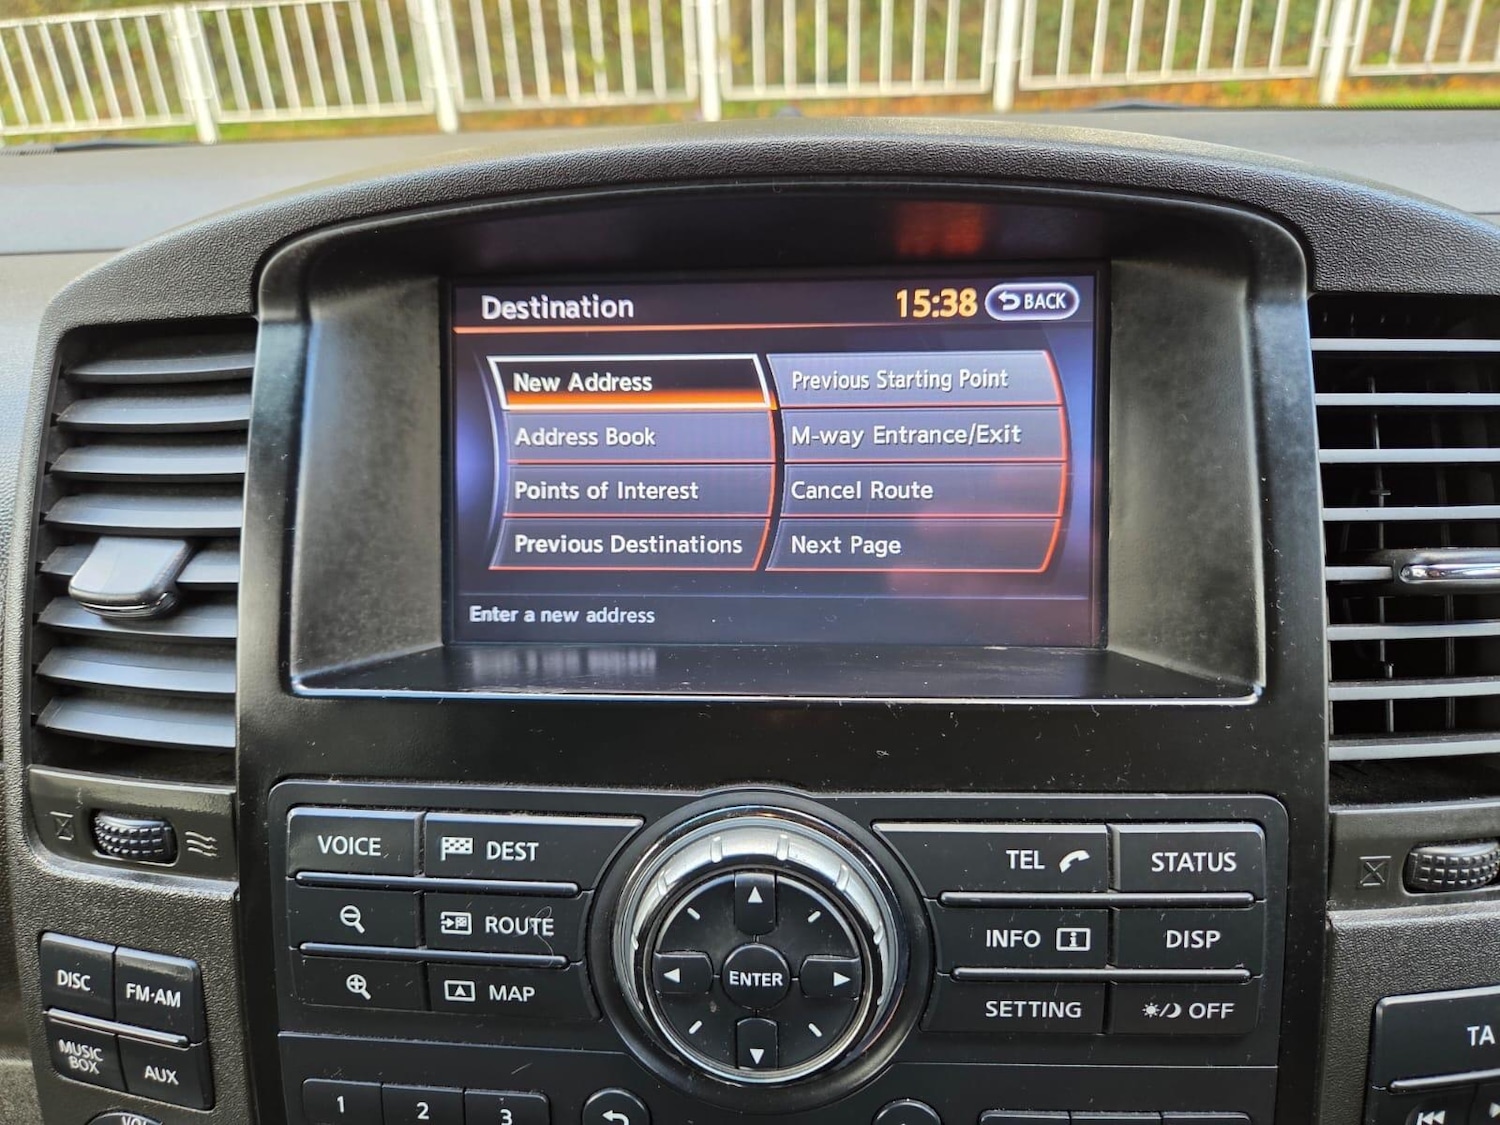 Destination
15:38
BACK
New Address
Previous Starting Point
Address Book
M-way Entrance/Exit
Points of Interest
Cancel Route
Previous Destinations
Next Page
Enter a new address
VOICE
DEST
TEL
STATUS
ROUTE
INFO
DISP
ENTER
MAP
SETTING
OFF
DISC
FM·AM
MUSIC
BOX
AUX
TA
1
2
3